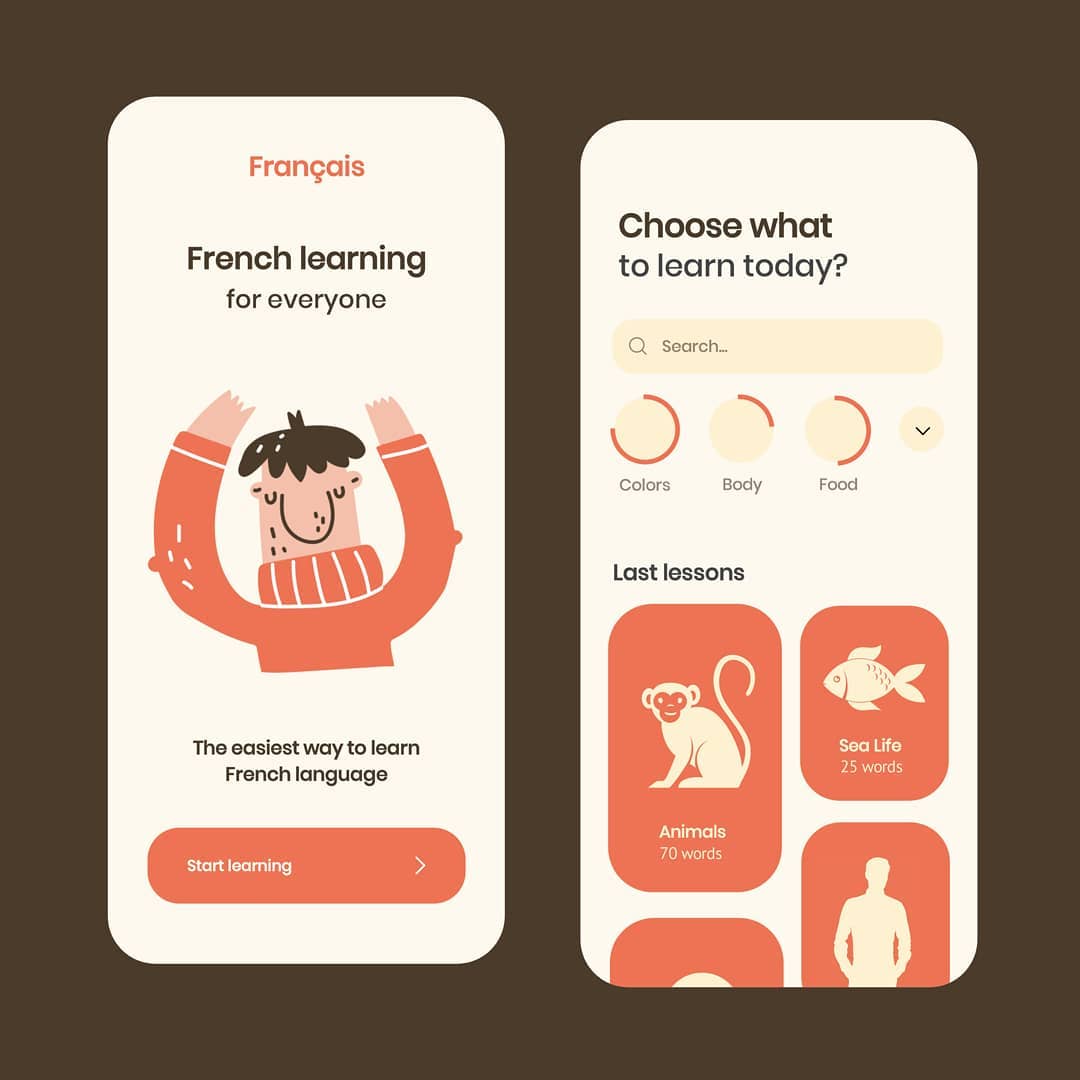 Français
French learning
for everyone
The easiest way to learn
French language
Start learning
Choose what
to learn today?
Search...
Colors
Body
Food
Last lessons
Animals
70 words
Sea Life
25 words